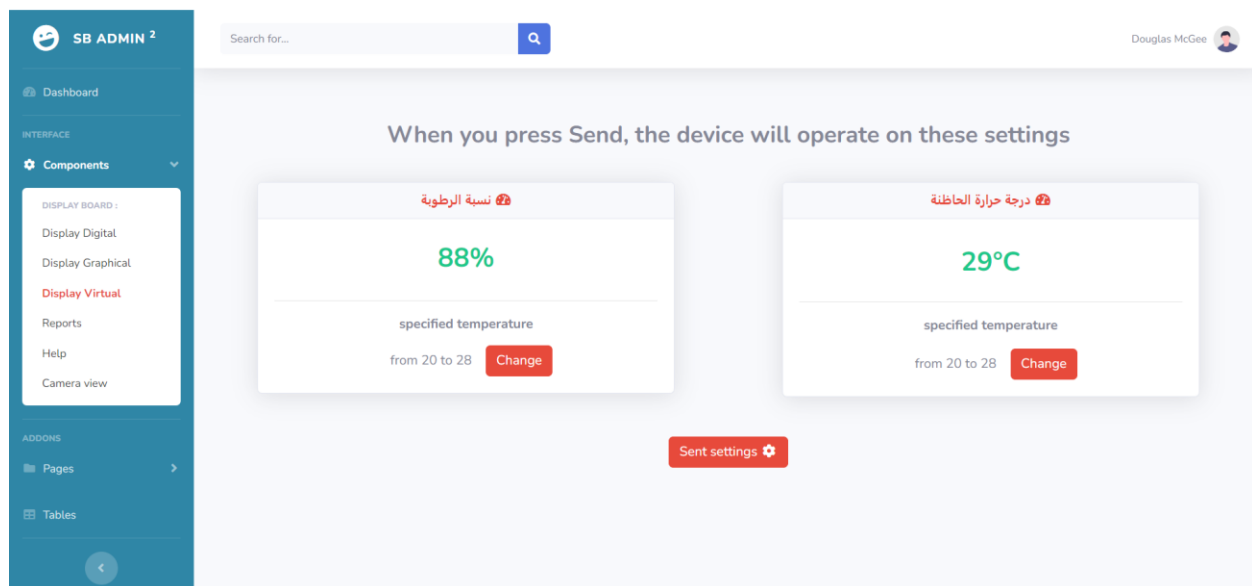 SB ADMIN 2
Search for...
Douglas McGee
Dashboard
INTERFACE
Components
DISPLAY BOARD :
Display Digital
Display Graphical
Display Virtual
Reports
Help
Camera view
ADDONS
Pages
Tables
When you press Send, the device will operate on these settings
نسبة الرطوبة
88%
specified temperature
from 20 to 28 Change
درجة حرارة الحاظنة
29°C
specified temperature
from 20 to 28 Change
Sent settings